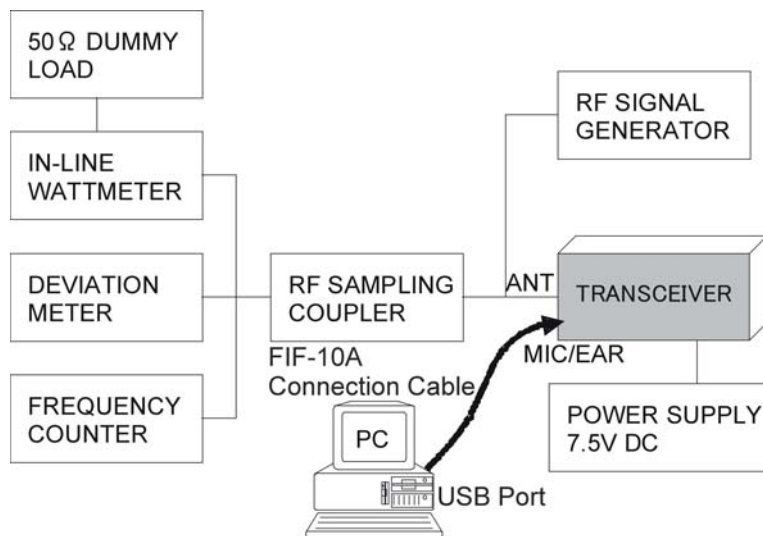 50Ω DUMMY
LOAD
IN-LINE
WATTMETER
DEVIATION
METER
FREQUENCY
COUNTER
RF SAMPLING
COUPLER
FIF-10A
Connection Cable
PC
USB Port
RF SIGNAL
GENERATOR
ANT
TRANSCEIVER
MIC/EAR
POWER SUPPLY
7.5V DC